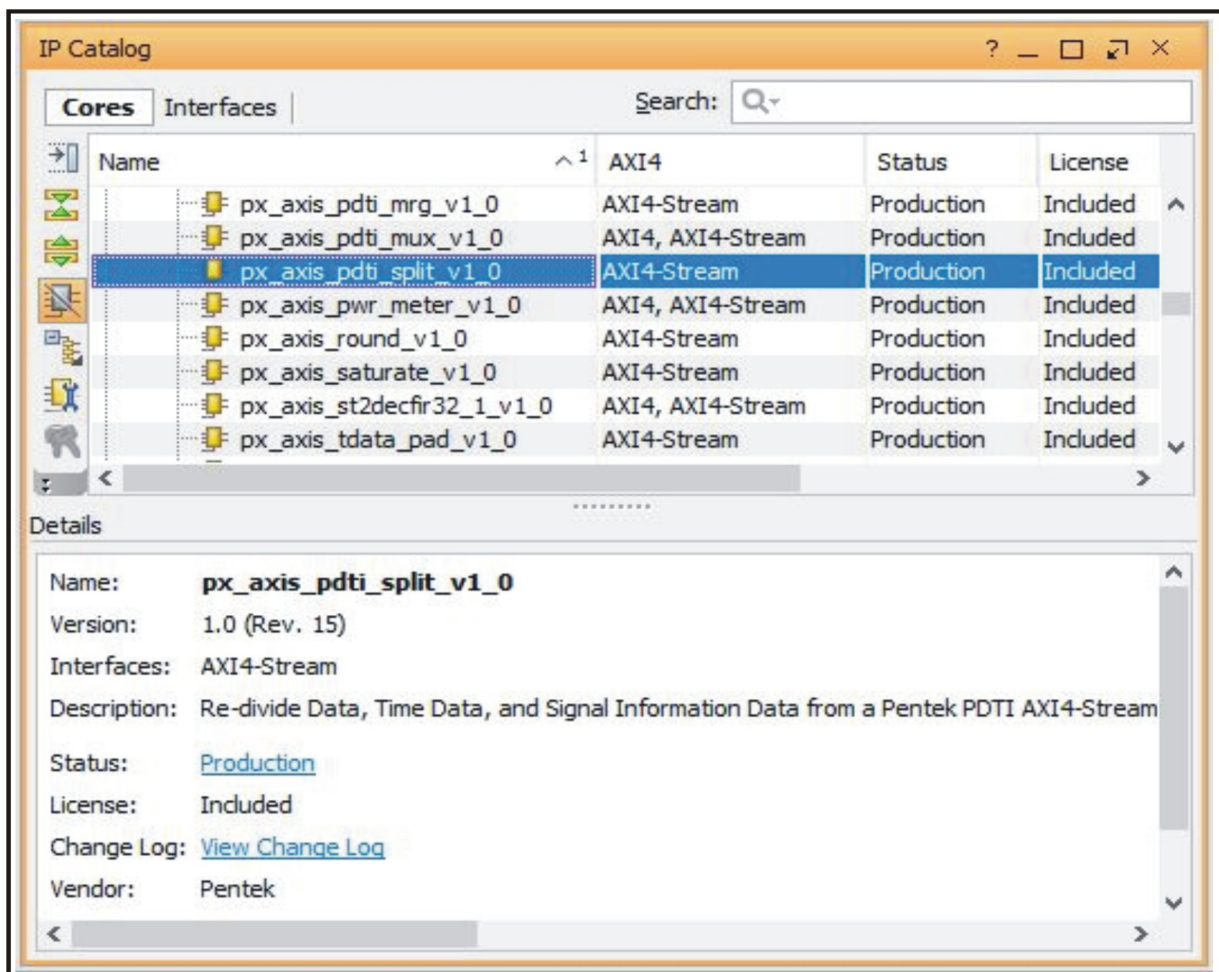 IP Catalog
?
Cores Interfaces Search:
Name 1 AXI4 Status License
px_axis_pdti_mrg_v1_0 AXI4-Stream Production Included
px_axis_pdti_mux_v1_0 AXI4, AXI4-Stream Production Included
px_axis_pdti_split_v1_0 AXI4-Stream Production Included
px_axis_pwr_meter_v1_0 AXI4, AXI4-Stream Production Included
px_axis_round_v1_0 AXI4-Stream Production Included
px_axis_saturate_v1_0 AXI4-Stream Production Included
px_axis_st2decfir32_1_v1_0 AXI4, AXI4-Stream Production Included
px_axis_tdata_pad_v1_0 AXI4-Stream Production Included
Details
Name: px_axis_pdti_split_v1_0
Version: 1.0 (Rev. 15)
Interfaces: AXI4-Stream
Description: Re-divide Data, Time Data, and Signal Information Data from a Pentek PDTI AXI4-Stream
Status: Production
License: Included
Change Log: View Change Log
Vendor: Pentek